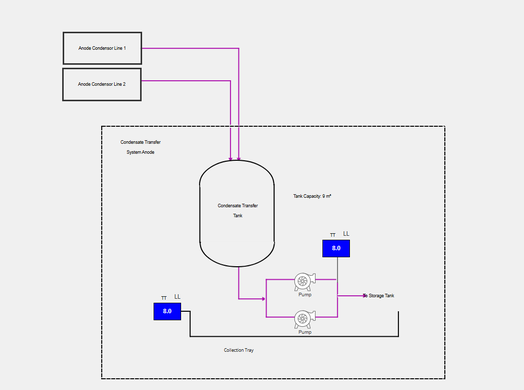 Anode Condensor Line 1
Anode Condensor Line 2
Condensate Transfer
System Anode
Condensate Transfer
Tank
Tank Capacity: 9 m³
TT LL
8.0
Pump
Storage Tank
TT LL
8.0
Pump
Collection Tray